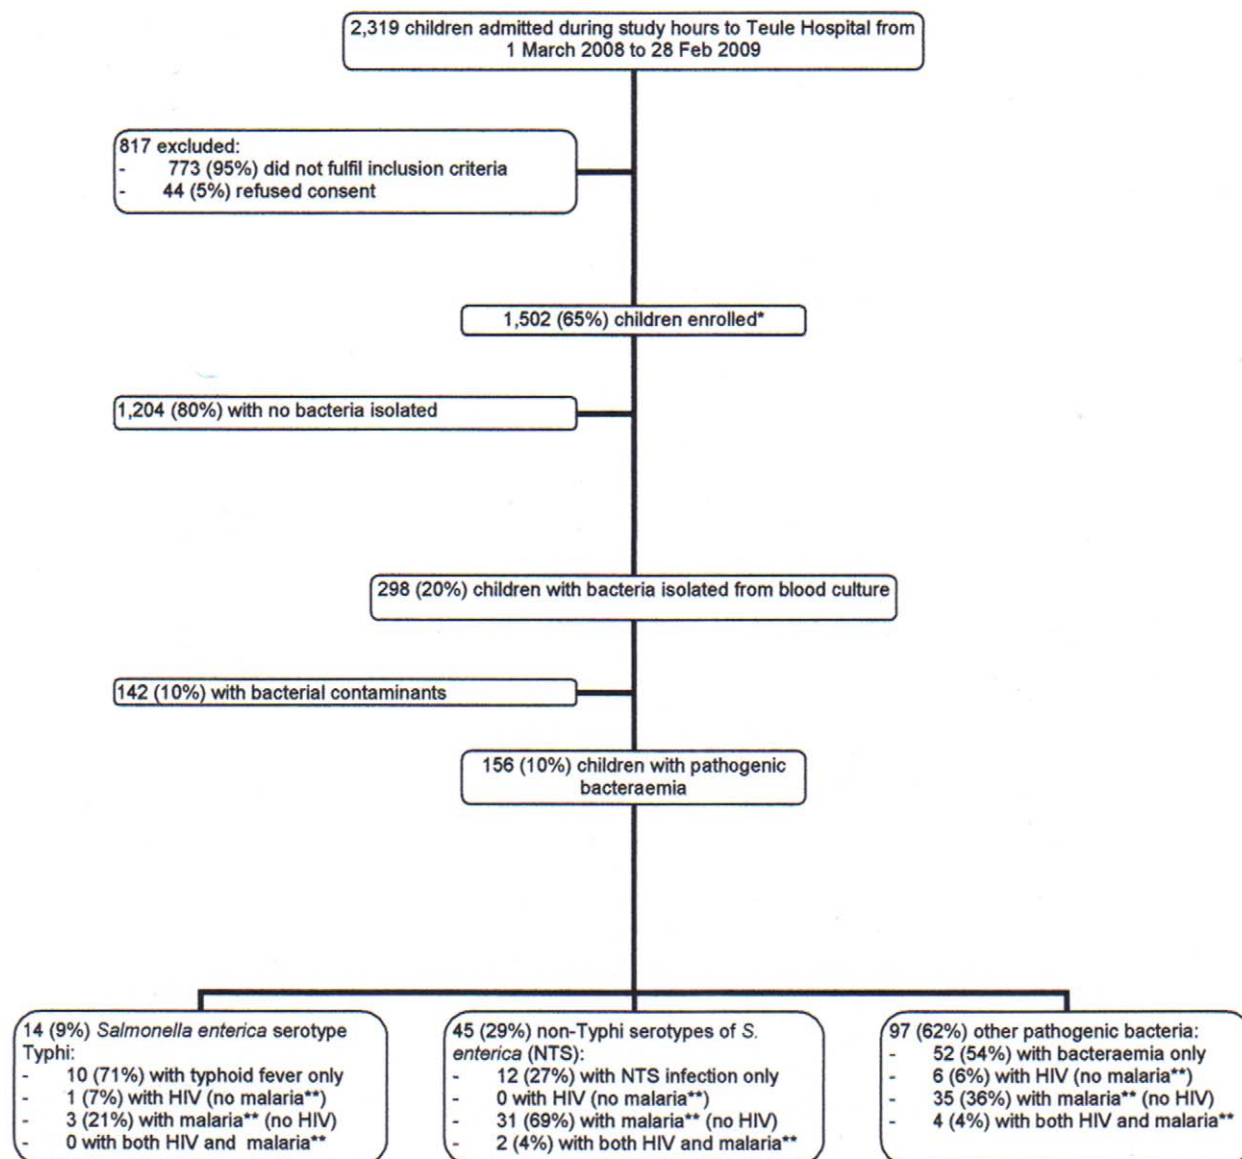 2,319 children admitted during study hours to Teule Hospital from
1 March 2008 to 28 Feb 2009
817 excluded:
- 773 (95%) did not fulfil inclusion criteria
- 44 (5%) refused consent
1,502 (65%) children enrolled*
1,204 (80%) with no bacteria isolated
298 (20%) children with bacteria isolated from blood culture
142 (10%) with bacterial contaminants
156 (10%) children with pathogenic
bacteraemia
14 (9%) Salmonella enterica serotype
Typhi:
- 10 (71%) with typhoid fever only
- 1 (7%) with HIV (no malaria**)
- 3 (21%) with malaria** (no HIV)
- 0 with both HIV and malaria**
45 (29%) non-Typhi serotypes of S.
enterica (NTS):
- 12 (27%) with NTS infection only
- 0 with HIV (no malaria**)
- 31 (69%) with malaria** (no HIV)
- 2 (4%) with both HIV and malaria**
97 (62%) other pathogenic bacteria:
- 52 (54%) with bacteraemia only
- 6 (6%) with HIV (no malaria**)
- 35 (36%) with malaria** (no HIV)
- 4 (4%) with both HIV and malaria**